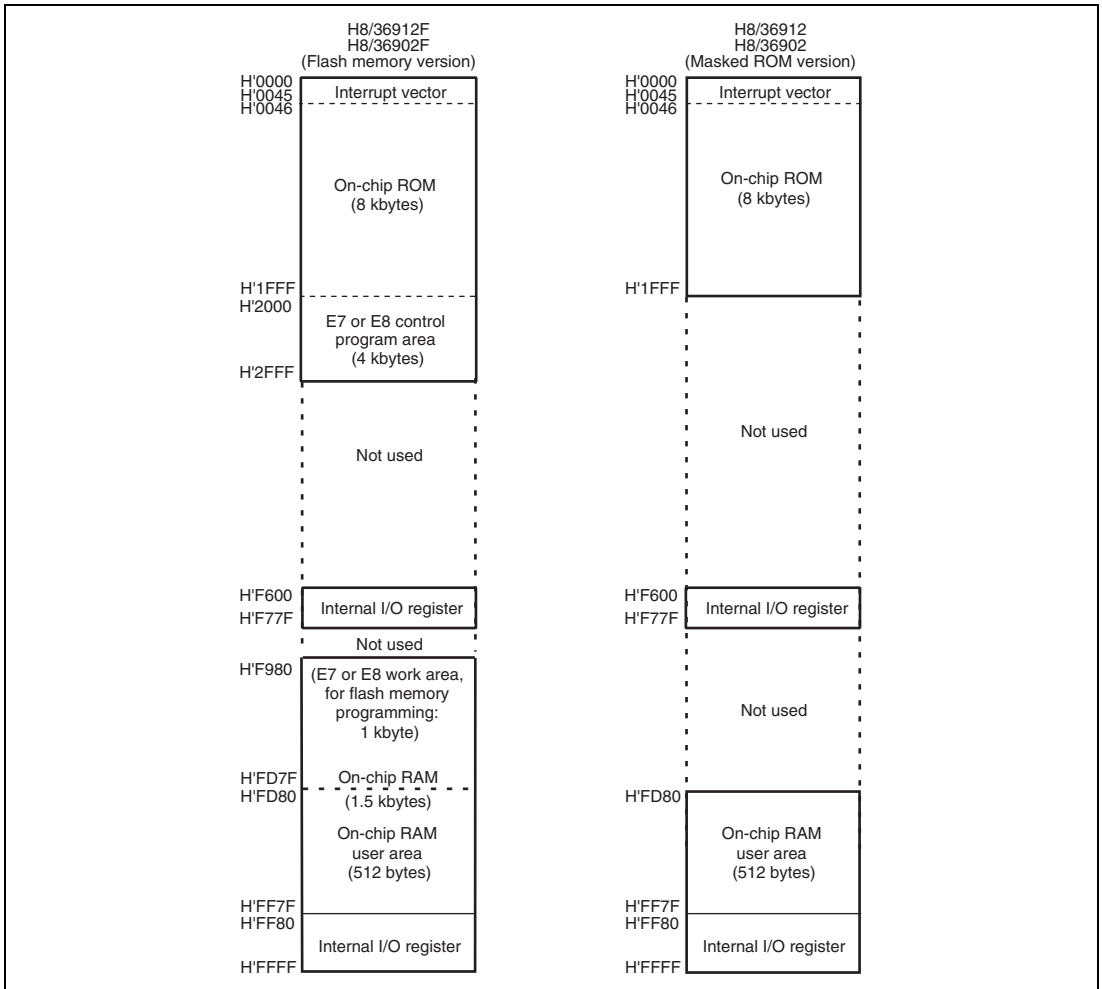 H8/36912F
H8/36902F
(Flash memory version)
H'0000
H'0045
H'0046
Interrupt vector
On-chip ROM
(8 kbytes)
H'1FFF
H'2000
E7 or E8 control
program area
(4 kbytes)
H'2FFF
Not used
H'F600
Internal I/O register
H'F77F
Not used
H'F980
(E7 or E8 work area,
for flash memory
programming:
1 kbyte)
H'FD7F
On-chip RAM
H'FD80
(1.5 kbytes)
On-chip RAM
user area
(512 bytes)
H'FF7F
H'FF80
Internal I/O register
H'FFFF
H8/36912
H8/36902
(Masked ROM version)
H'0000
H'0045
H'0046
Interrupt vector
On-chip ROM
(8 kbytes)
H'1FFF
Not used
H'F600
Internal I/O register
H'F77F
Not used
H'FD80
On-chip RAM
user area
(512 bytes)
H'FF7F
H'FF80
Internal I/O register
H'FFFF